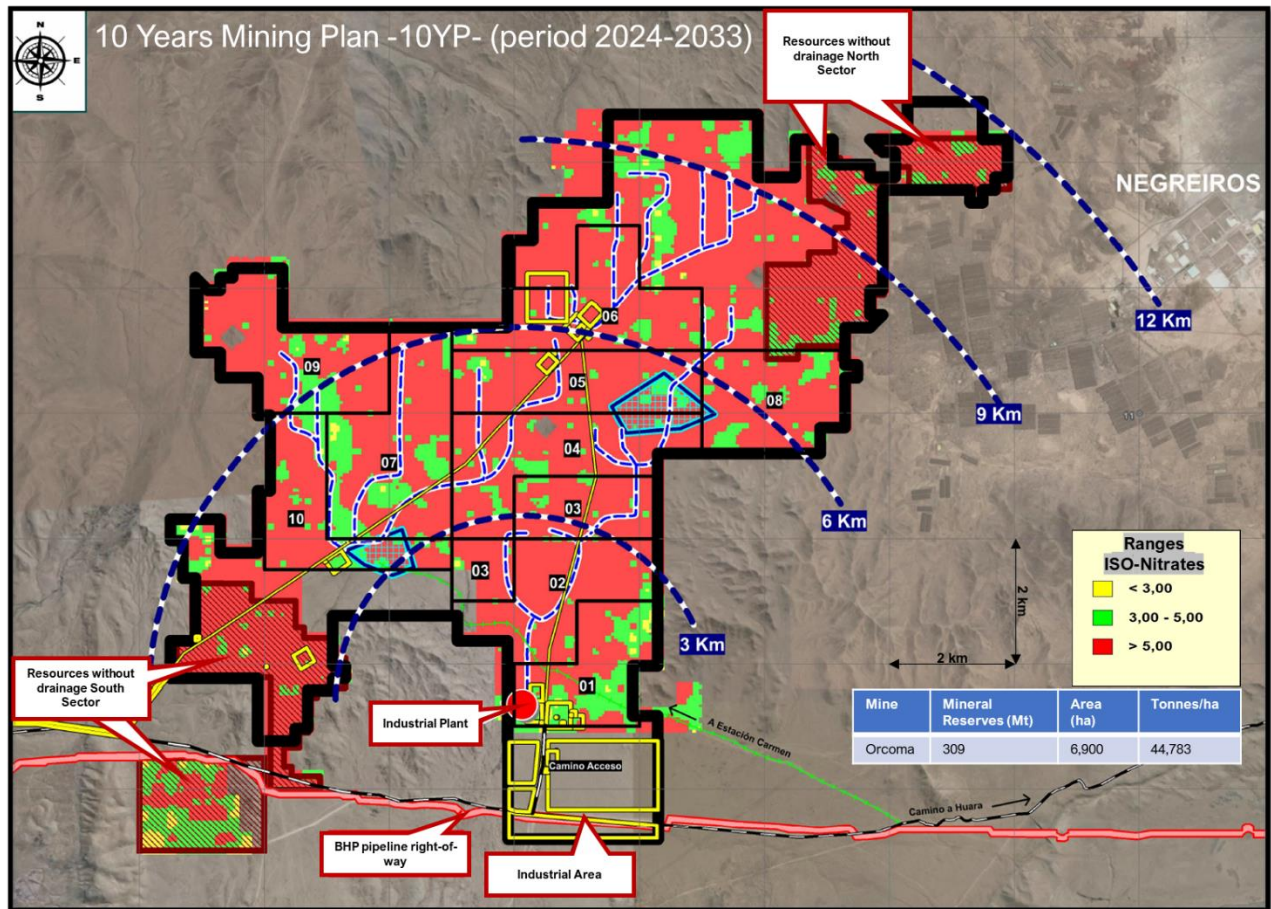 10 Years Mining Plan -10YP- (period 2024-2033)
N
E
S
Resources without
drainage North
Sector
NEGREIROS
12 Km
9 Km
6 Km
3 Km
06
09
05
08
11
04
07
03
10
03
02
01
Resources without
drainage South
Sector
Industrial Plant
A Estación Carmen
Camino Acceso
Camino a Huara
BHP pipeline right-of-
way
Industrial Area
2 km
2 km
Ranges
ISO-Nitrates
< 3,00
3,00 - 5,00
> 5,00
Mine Mineral Reserves (Mt) Area (ha) Tonnes/ha
Orcoma 309 6,900 44,783